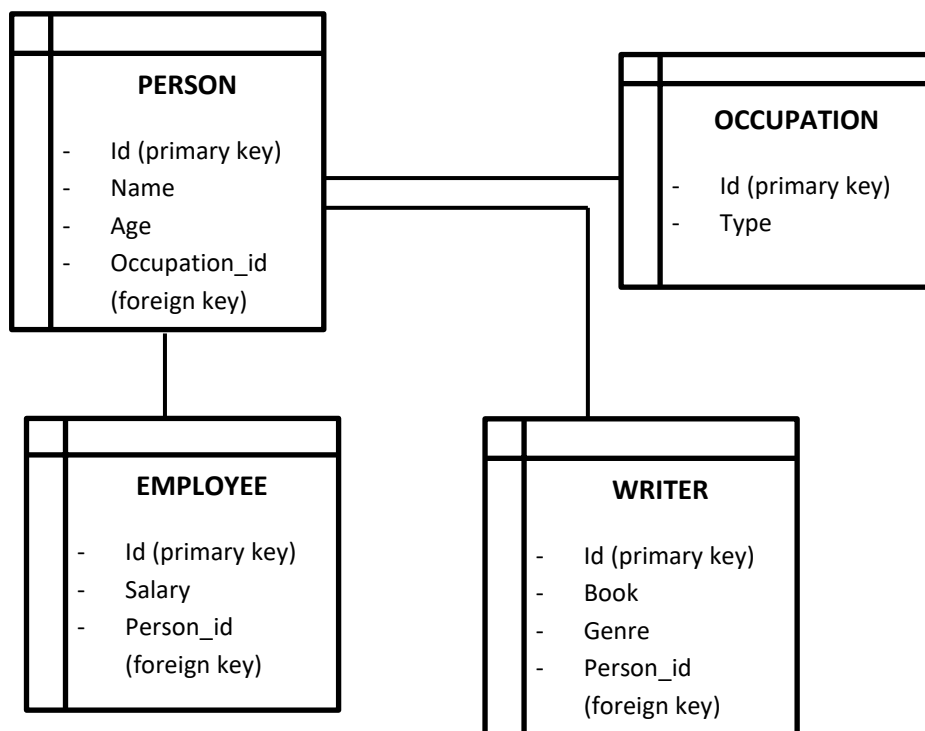 PERSON
- Id (primary key)
- Name
- Age
- Occupation_id
(foreign key)
OCCUPATION
- Id (primary key)
- Type
EMPLOYEE
- Id (primary key)
- Salary
- Person_id
(foreign key)
WRITER
- Id (primary key)
- Book
- Genre
- Person_id
(foreign key)